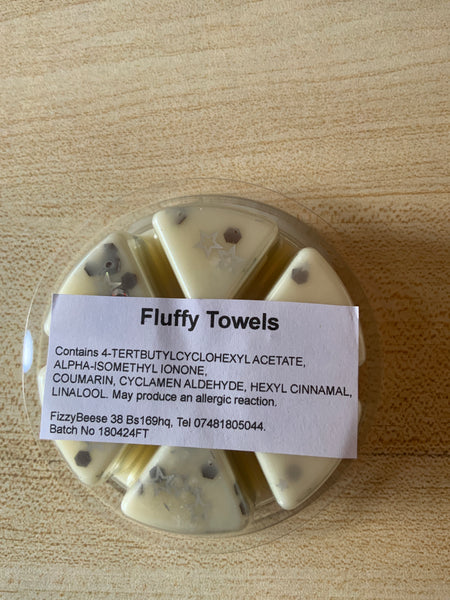 Fluffy Towels
Contains 4-TERTBUTYLCYCLOHEXYL ACETATE,
ALPHA-ISOMETHYL IONONE,
COUMARIN, CYCLAMEN ALDEHYDE, HEXYL CINNAMAL,
LINALOOL. May produce an allergic reaction.
FizzyBeese 38 Bs169hq, Tel 07481805044.
Batch No 180424FT